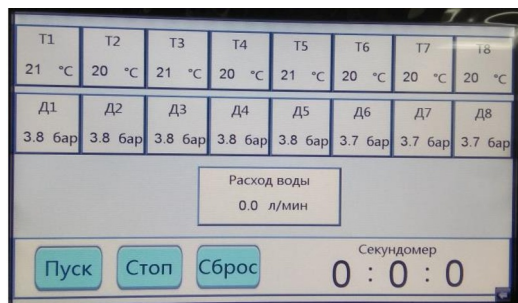 T1 T2 T3 T4 T5 T6 T7 T8
21 °C 20 °C 21 °C 20 °C 21 °C 20 °C 20 °C 20 °C
Д1 Д2 Д3 Д4 Д5 Д6 Д7 Д8
3.8 бар 3.8 бар 3.8 бар 3.8 бар 3.8 бар 3.7 бар 3.7 бар 3.7 бар
Расход воды
0.0 л/мин
Секундомер
Пуск Стоп Сброс 0 : 0 : 0